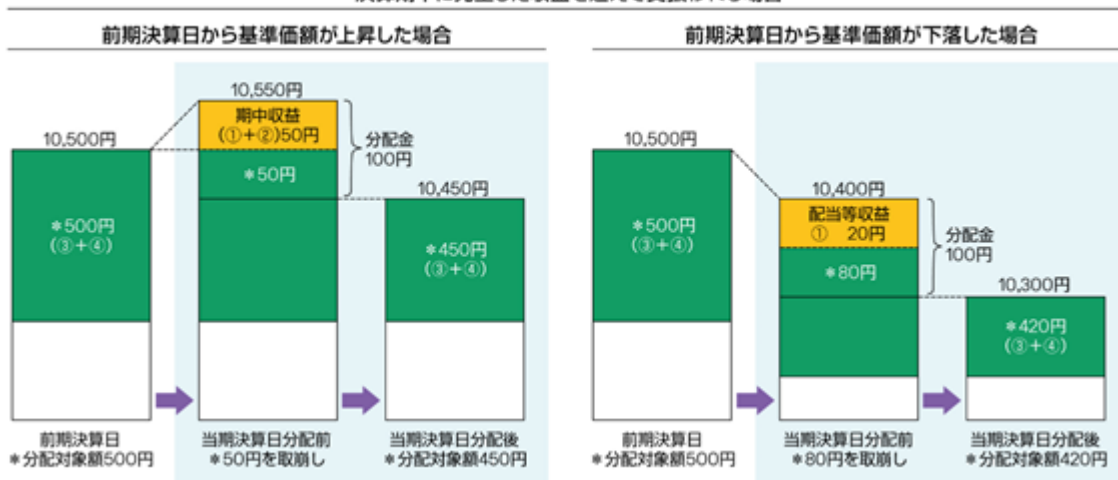 前期決算日から基準価額が上昇した場合
10,500円
*500円
(③+④)
10,550円
期中収益
(①+②)50円
*50円
分配金
100円
10,450円
*450円
(③+④)
前期決算日
*分配対象額500円
当期決算日分配前
*50円を取崩し
当期決算日分配後
*分配対象額450円
前期決算日から基準価額が下落した場合
10,500円
*500円
(③+④)
10,400円
配当等収益
① 20円
*80円
分配金
100円
10,300円
*420円
(③+④)
前期決算日
*分配対象額500円
当期決算日分配前
*80円を取崩し
当期決算日分配後
*分配対象額420円